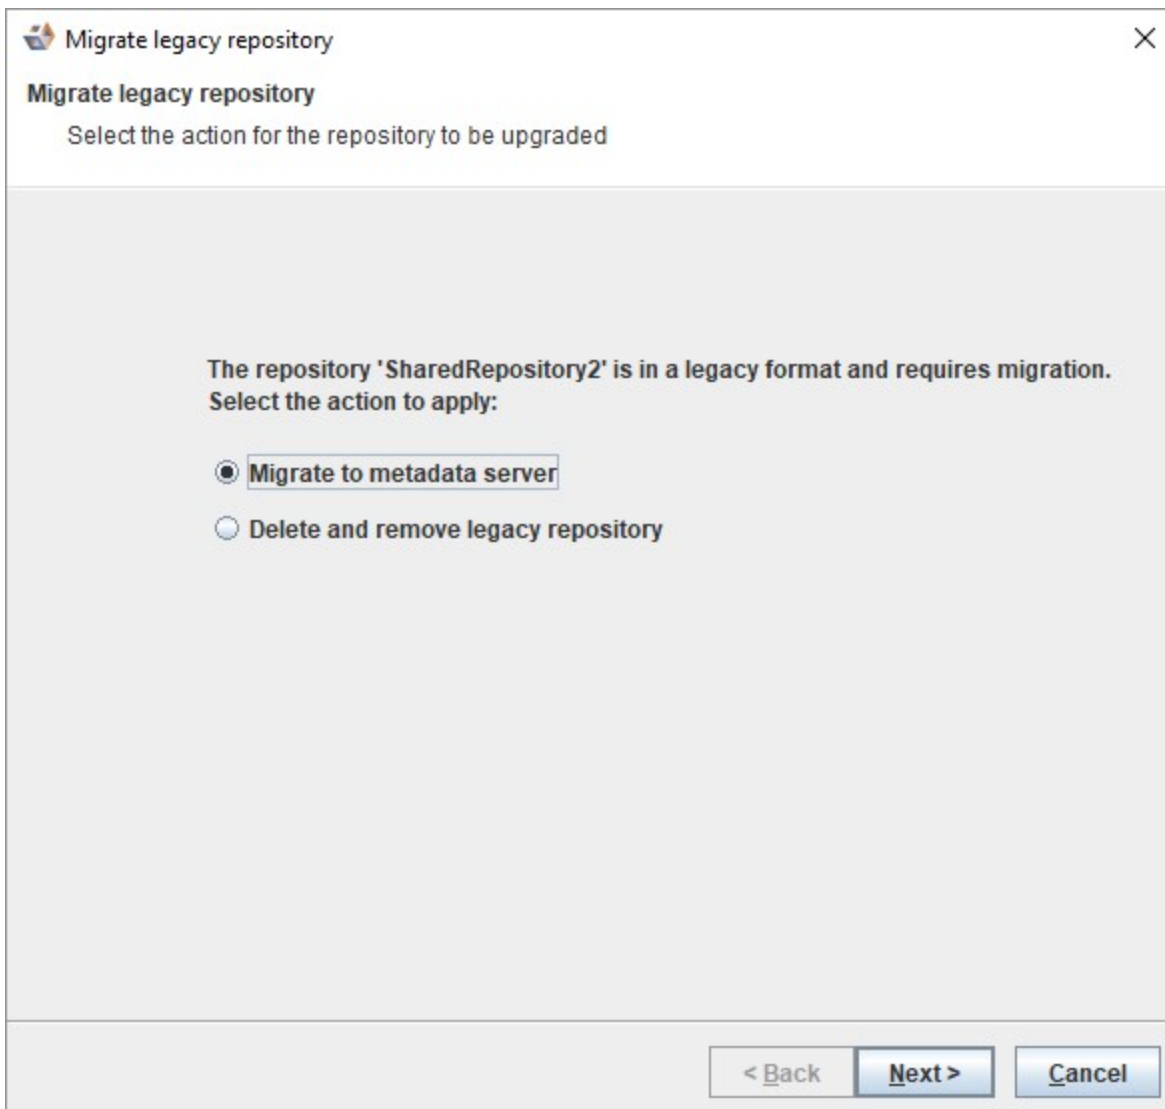 Migrate legacy repository
Migrate legacy repository
Select the action for the repository to be upgraded
The repository 'SharedRepository2' is in a legacy format and requires migration.
Select the action to apply:
Migrate to metadata server
Delete and remove legacy repository
< Back Next > Cancel